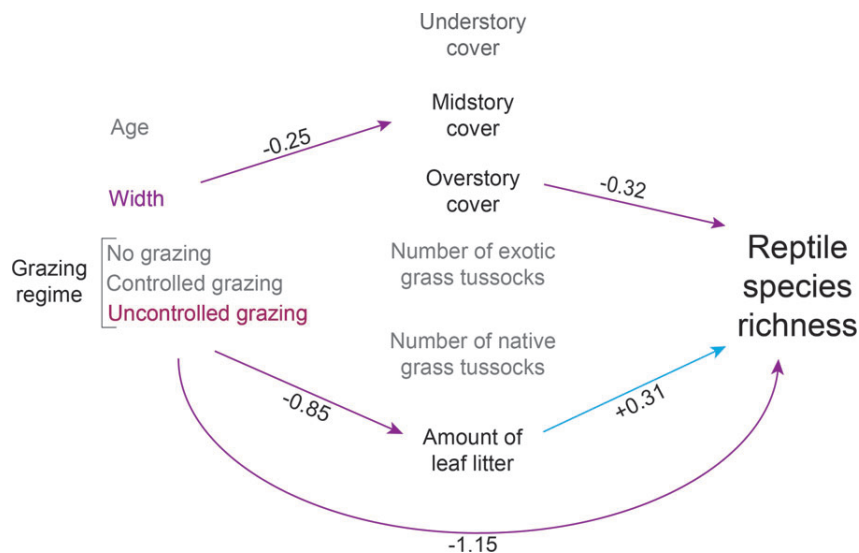 Understory
cover
Age
-0.25
Midstory
cover
Width
Overstory
cover
-0.32
Grazing
regime
No grazing
Controlled grazing
Uncontrolled grazing
Number of exotic
grass tussocks
Number of native
grass tussocks
Reptile
species
richness
-0.85
Amount of
leaf litter
+0.31
-1.15